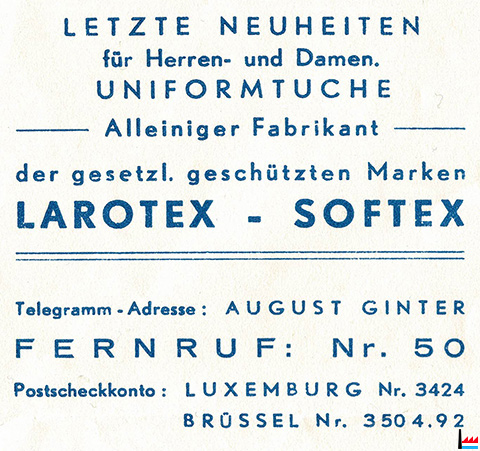 LETZTE NEUHEITEN
für Herren- und Damen.
UNIFORMTUCHE
Alleiniger Fabrikant
der gesetzl. geschützten Marken
LAROTEX - SOFTEX
Telegramm-Adresse: AUGUST GINTER
FERNRUF: Nr. 50
Postscheckkonto: LUXEMBURG Nr. 3424
BRÜSSEL Nr. 3504.92